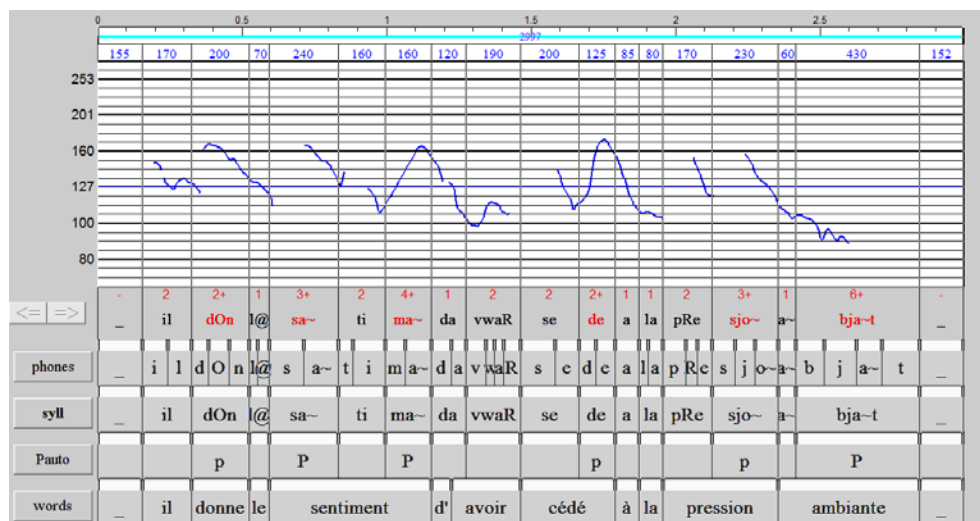 0 0.5 1 1.5 2 2.5
2997
155 170 200 70 240 160 160 120 190 200 125 85 80 170 230 60 430 152
253
201
160
127
100
80
- 2 2+ 1 3+ 2 4+ 1 2 2 2+ 1 1 2 3+ 1 6+ -
<= => _ il dOn l@ sa~ ti ma~ da vwaR se de a la pRe sjo~ a~ bja~t _
phones _ i l d O n l @ s a~ t i m a~ d a v w a R s e d e a l a p R e s j o~ a~ b j a~ t _
syll _ il dOn l@ sa~ ti ma~ da vwaR se de a la pRe sjo~ a~ bja~t _
Pauto p P P p p P
words _ il donne le sentiment d' avoir cédé à la pression ambiante _